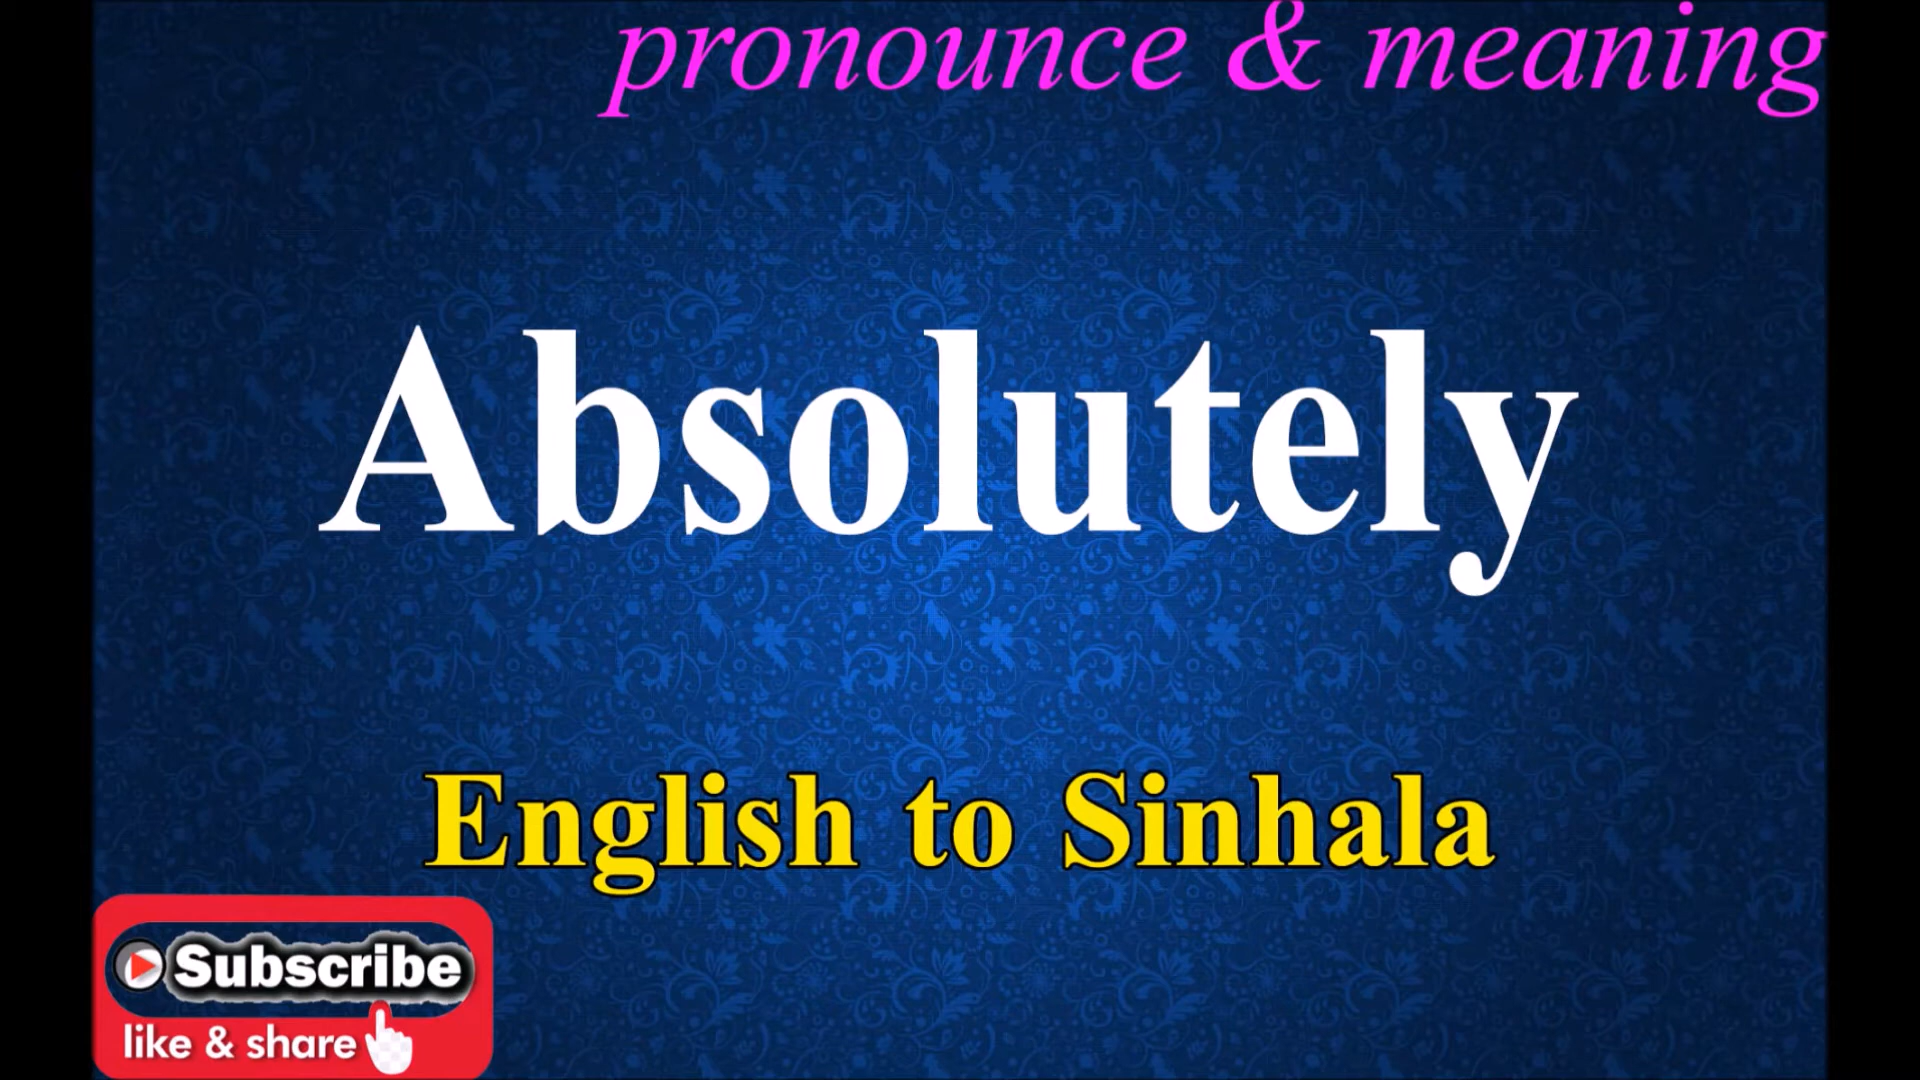 pronounce & meaning
Absolutely
English to Sinhala
Subscribe
like & share